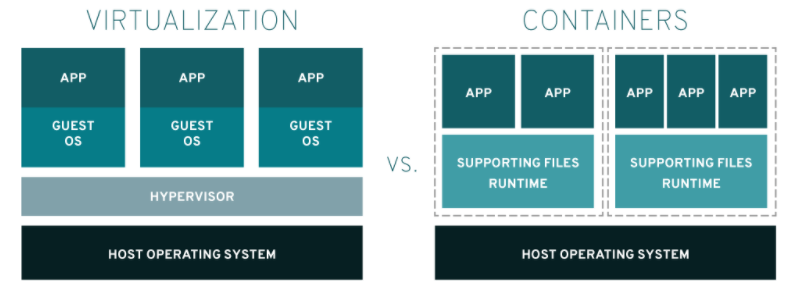 VIRTUALIZATION
APP
APP
APP
GUEST
OS
GUEST
OS
GUEST
OS
HYPERVISOR
HOST OPERATING SYSTEM
VS.
CONTAINERS
APP
APP
APP
APP
APP
SUPPORTING FILES
RUNTIME
SUPPORTING FILES
RUNTIME
HOST OPERATING SYSTEM